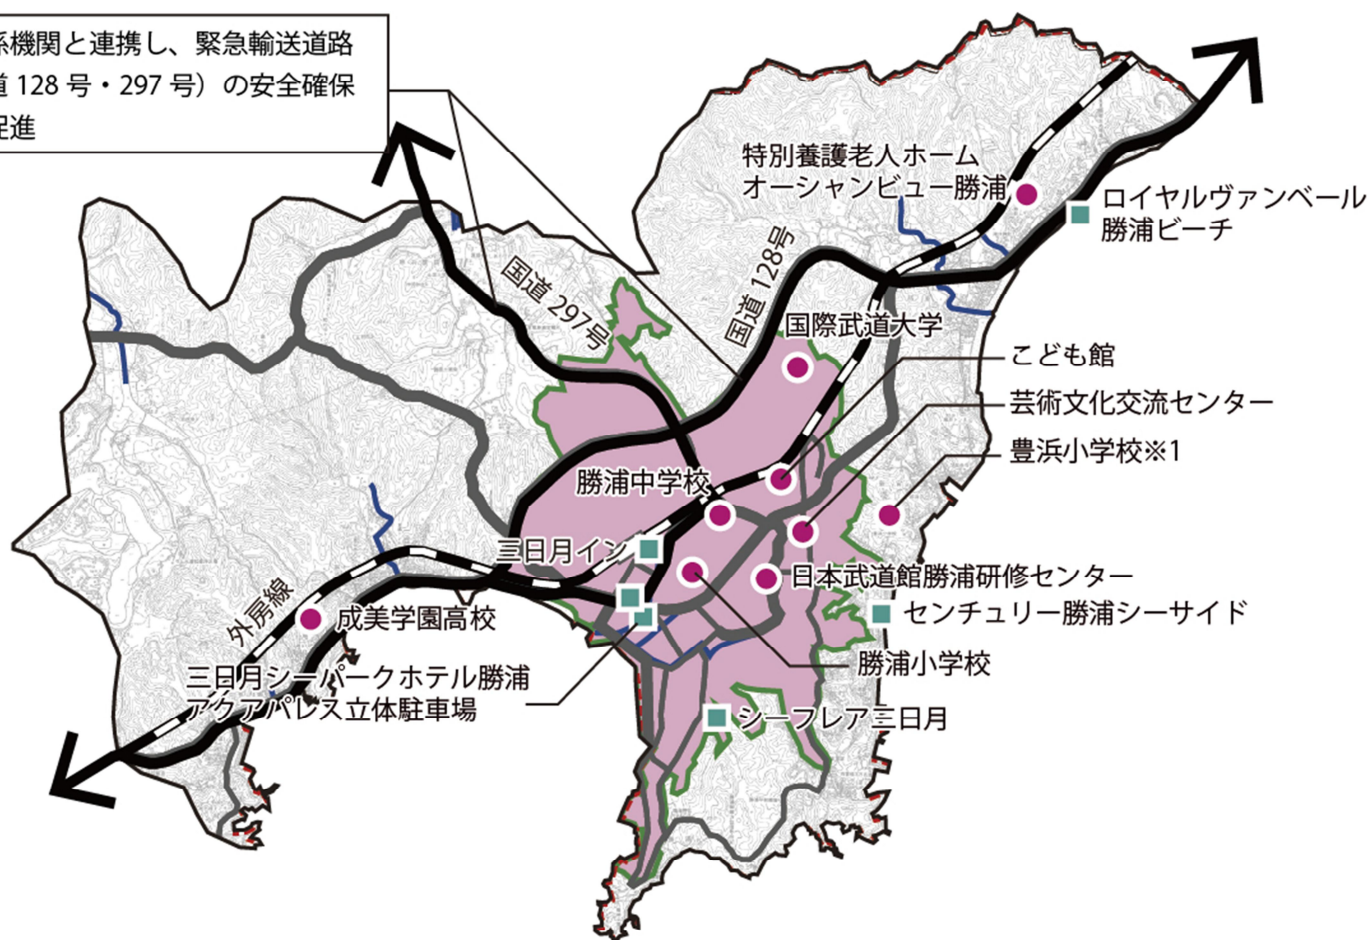 係機関と連携し、緊急輸送道路
道 128 号・297 号）の安全確保
促進
特別養護老人ホーム
オーシャンビュー勝浦
ロイヤルヴァンベール
勝浦ビーチ
国道 297号
国道 128号
国際武道大学
こども館
芸術文化交流センター
豊浜小学校※1
勝浦中学校
三日月イン
日本武道館勝浦研修センター
センチュリー勝浦シーサイド
外房線
成美学園高校
勝浦小学校
三日月シーパークホテル勝浦
アクアパレス立体駐車場
シーフレア三日月